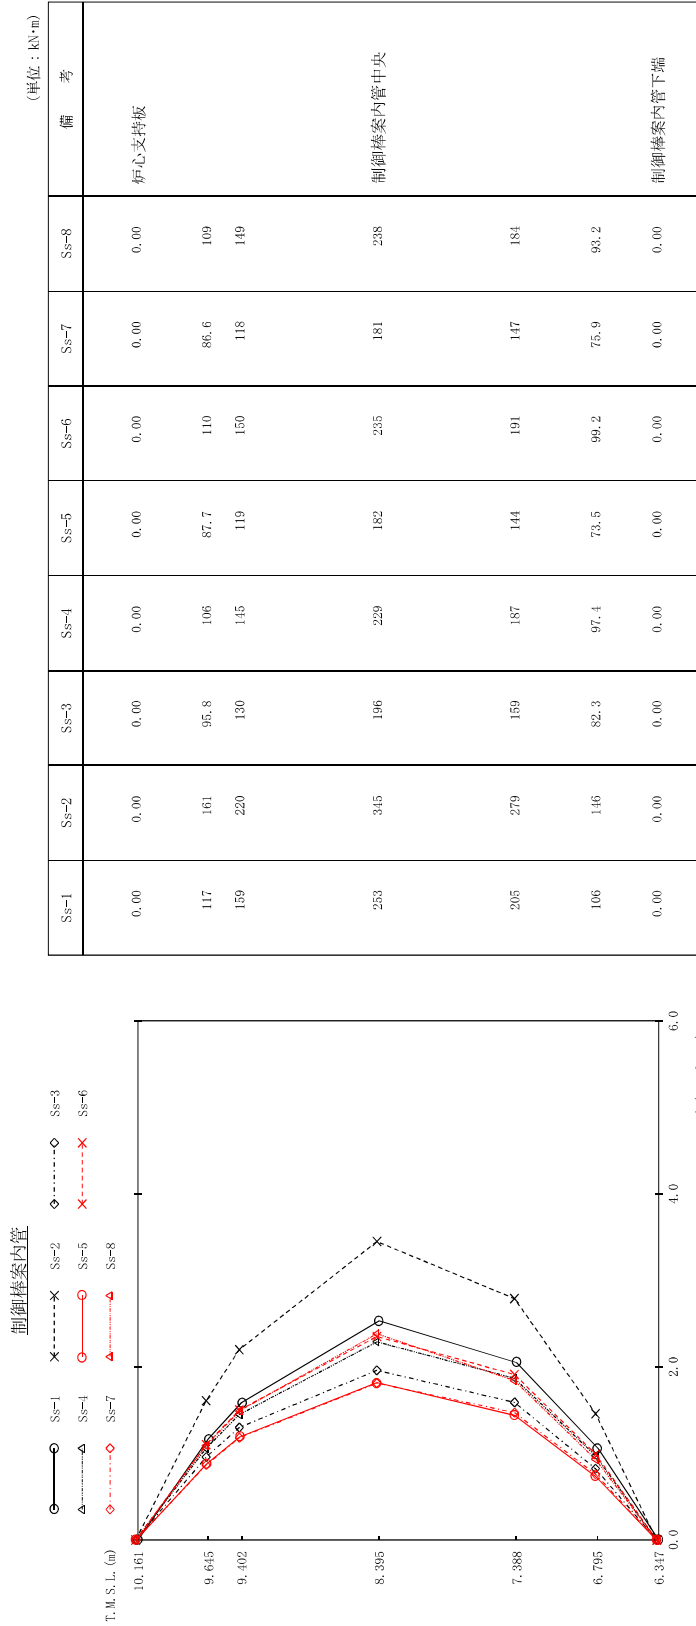 制御棒案内管
Ss-1 Ss-2 Ss-3
Ss-4 Ss-5 Ss-6
Ss-7 Ss-8
T.M.S.L.(m)
10.161
9.645
9.402
8.395
7.388
6.795
6.347
0.0 2.0 4.0 6.0
(単位：kN・m)
Ss-1 Ss-2 Ss-3 Ss-4 Ss-5 Ss-6 Ss-7 Ss-8 備 考
0.00 0.00 0.00 0.00 0.00 0.00 0.00 0.00 炉心支持板
117 161 95.8 106 87.7 110 86.6 109
159 220 130 145 119 150 118 149
253 345 196 229 182 235 181 238 制御棒案内管中央
205 279 159 187 144 191 147 184
106 146 82.3 97.4 73.5 99.2 75.9 93.2
0.00 0.00 0.00 0.00 0.00 0.00 0.00 0.00 制御棒案内管下端